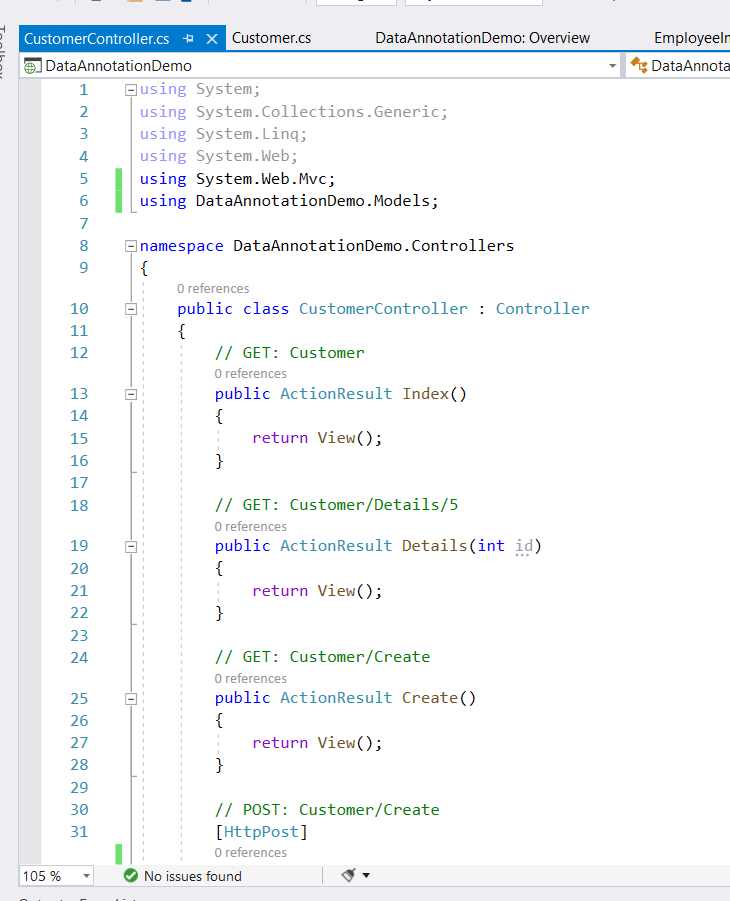 CustomerController.cs
Customer.cs
DataAnnotationDemo: Overview
DataAnnotationDemo
1 using System;
2 using System.Collections.Generic;
3 using System.Linq;
4 using System.Web;
5 using System.Web.Mvc;
6 using DataAnnotationDemo.Models;
7
8 namespace DataAnnotationDemo.Controllers
9 {
0 references
10 public class CustomerController : Controller
11 {
12 // GET: Customer
0 references
13 public ActionResult Index()
14 {
15 return View();
16 }
17
18 // GET: Customer/Details/5
0 references
19 public ActionResult Details(int id)
20 {
21 return View();
22 }
23
24 // GET: Customer/Create
0 references
25 public ActionResult Create()
26 {
27 return View();
28 }
29
30 // POST: Customer/Create
31 [HttpPost]
0 references
105 %
No issues found